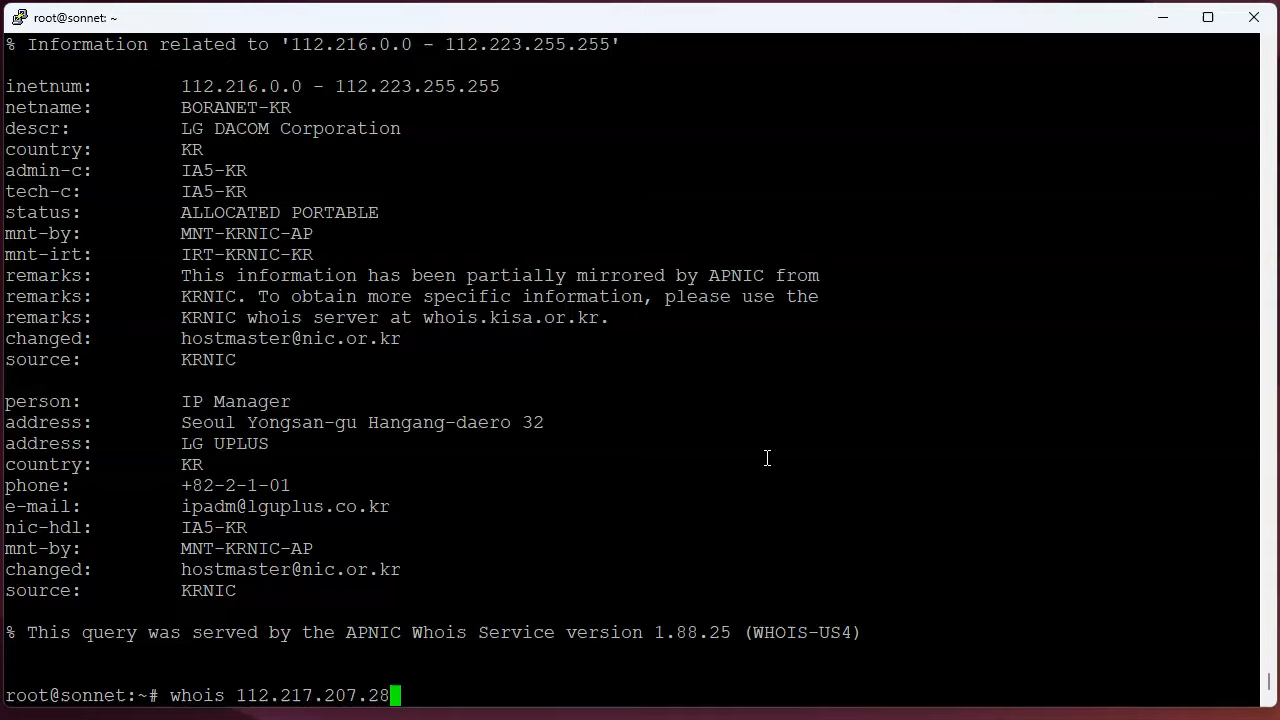 root@sonnet: ~
% Information related to '112.216.0.0 - 112.223.255.255'
inetnum:        112.216.0.0 - 112.223.255.255
netname:        BORANET-KR
descr:          LG DACOM Corporation
country:        KR
admin-c:        IA5-KR
tech-c:         IA5-KR
status:         ALLOCATED PORTABLE
mnt-by:         MNT-KRNIC-AP
mnt-irt:        IRT-KRNIC-KR
remarks:        This information has been partially mirrored by APNIC from
remarks:        KRNIC. To obtain more specific information, please use the
remarks:        KRNIC whois server at whois.kisa.or.kr.
changed:        hostmaster@nic.or.kr
source:         KRNIC
person:         IP Manager
address:        Seoul Yongsan-gu Hangang-daero 32
address:        LG UPLUS
country:        KR
phone:          +82-2-1-01
e-mail:         ipadm@lguplus.co.kr
nic-hdl:        IA5-KR
mnt-by:         MNT-KRNIC-AP
changed:        hostmaster@nic.or.kr
source:         KRNIC
% This query was served by the APNIC Whois Service version 1.88.25 (WHOIS-US4)
root@sonnet:~# whois 112.217.207.28